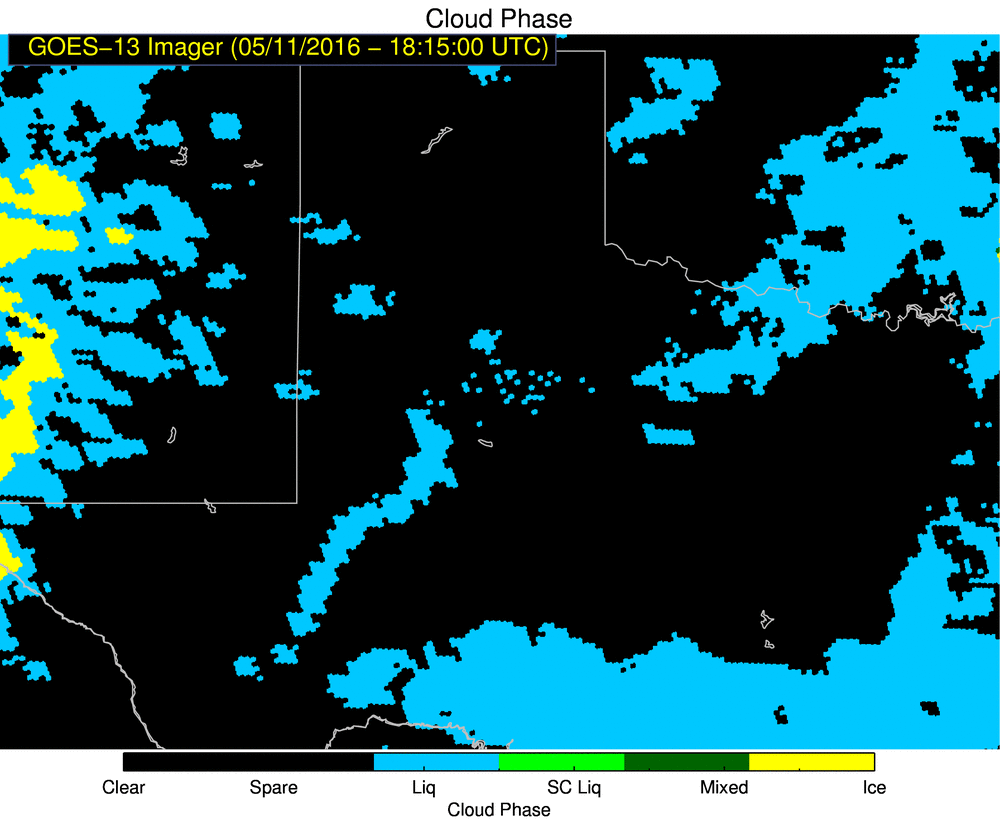 Cloud Phase
GOES−13 Imager (05/11/2016 − 18:15:00 UTC)
Clear Spare Liq SC Liq Mixed Ice
Cloud Phase